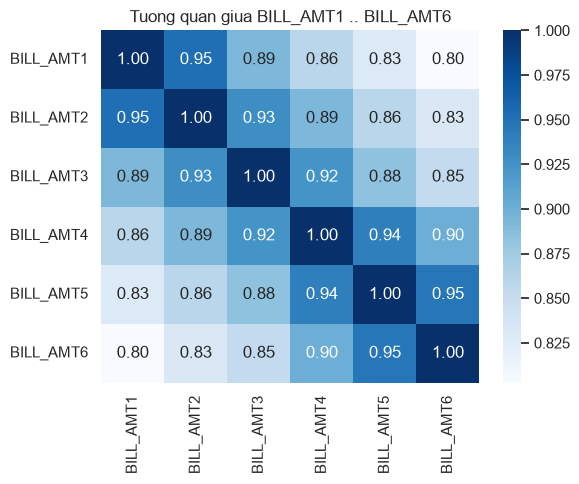 Tuong quan giua BILL_AMT1 .. BILL_AMT6
BILL_AMT1 1.00 0.95 0.89 0.86 0.83 0.80
BILL_AMT2 0.95 1.00 0.93 0.89 0.86 0.83
BILL_AMT3 0.89 0.93 1.00 0.92 0.88 0.85
BILL_AMT4 0.86 0.89 0.92 1.00 0.94 0.90
BILL_AMT5 0.83 0.86 0.88 0.94 1.00 0.95
BILL_AMT6 0.80 0.83 0.85 0.90 0.95 1.00
BILL_AMT1 BILL_AMT2 BILL_AMT3 BILL_AMT4 BILL_AMT5 BILL_AMT6
1.000
0.975
0.950
0.925
0.900
0.875
0.850
0.825